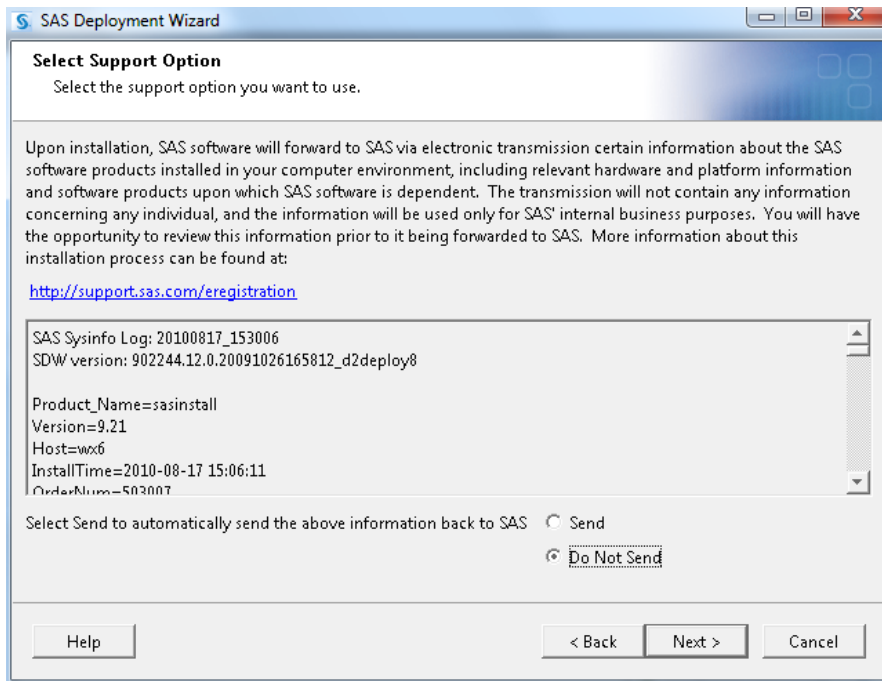 SAS Deployment Wizard
Select Support Option
Select the support option you want to use.
Upon installation, SAS software will forward to SAS via electronic transmission certain information about the SAS
software products installed in your computer environment, including relevant hardware and platform information
and software products upon which SAS software is dependent. The transmission will not contain any information
concerning any individual, and the information will be used only for SAS' internal business purposes. You will have
the opportunity to review this information prior to it being forwarded to SAS. More information about this
installation process can be found at:
http://support.sas.com/eregistration
SAS Sysinfo Log: 20100817_153006
SDW version: 902244.12.0.20091026165812_d2deploy8
Product_Name=sasinstall
Version=9.21
Host=wx6
InstallTime=2010-08-17 15:06:11
OrderNum=503007
Select Send to automatically send the above information back to SAS Send
Do Not Send
Help < Back Next > Cancel